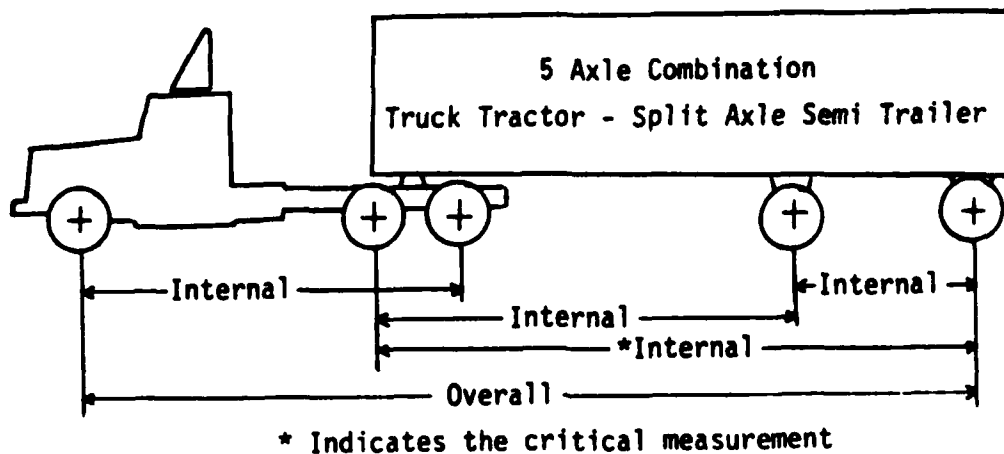 5 Axle Combination
Truck Tractor - Split Axle Semi Trailer
Internal
Internal
Internal
*Internal
Overall
* Indicates the critical measurement